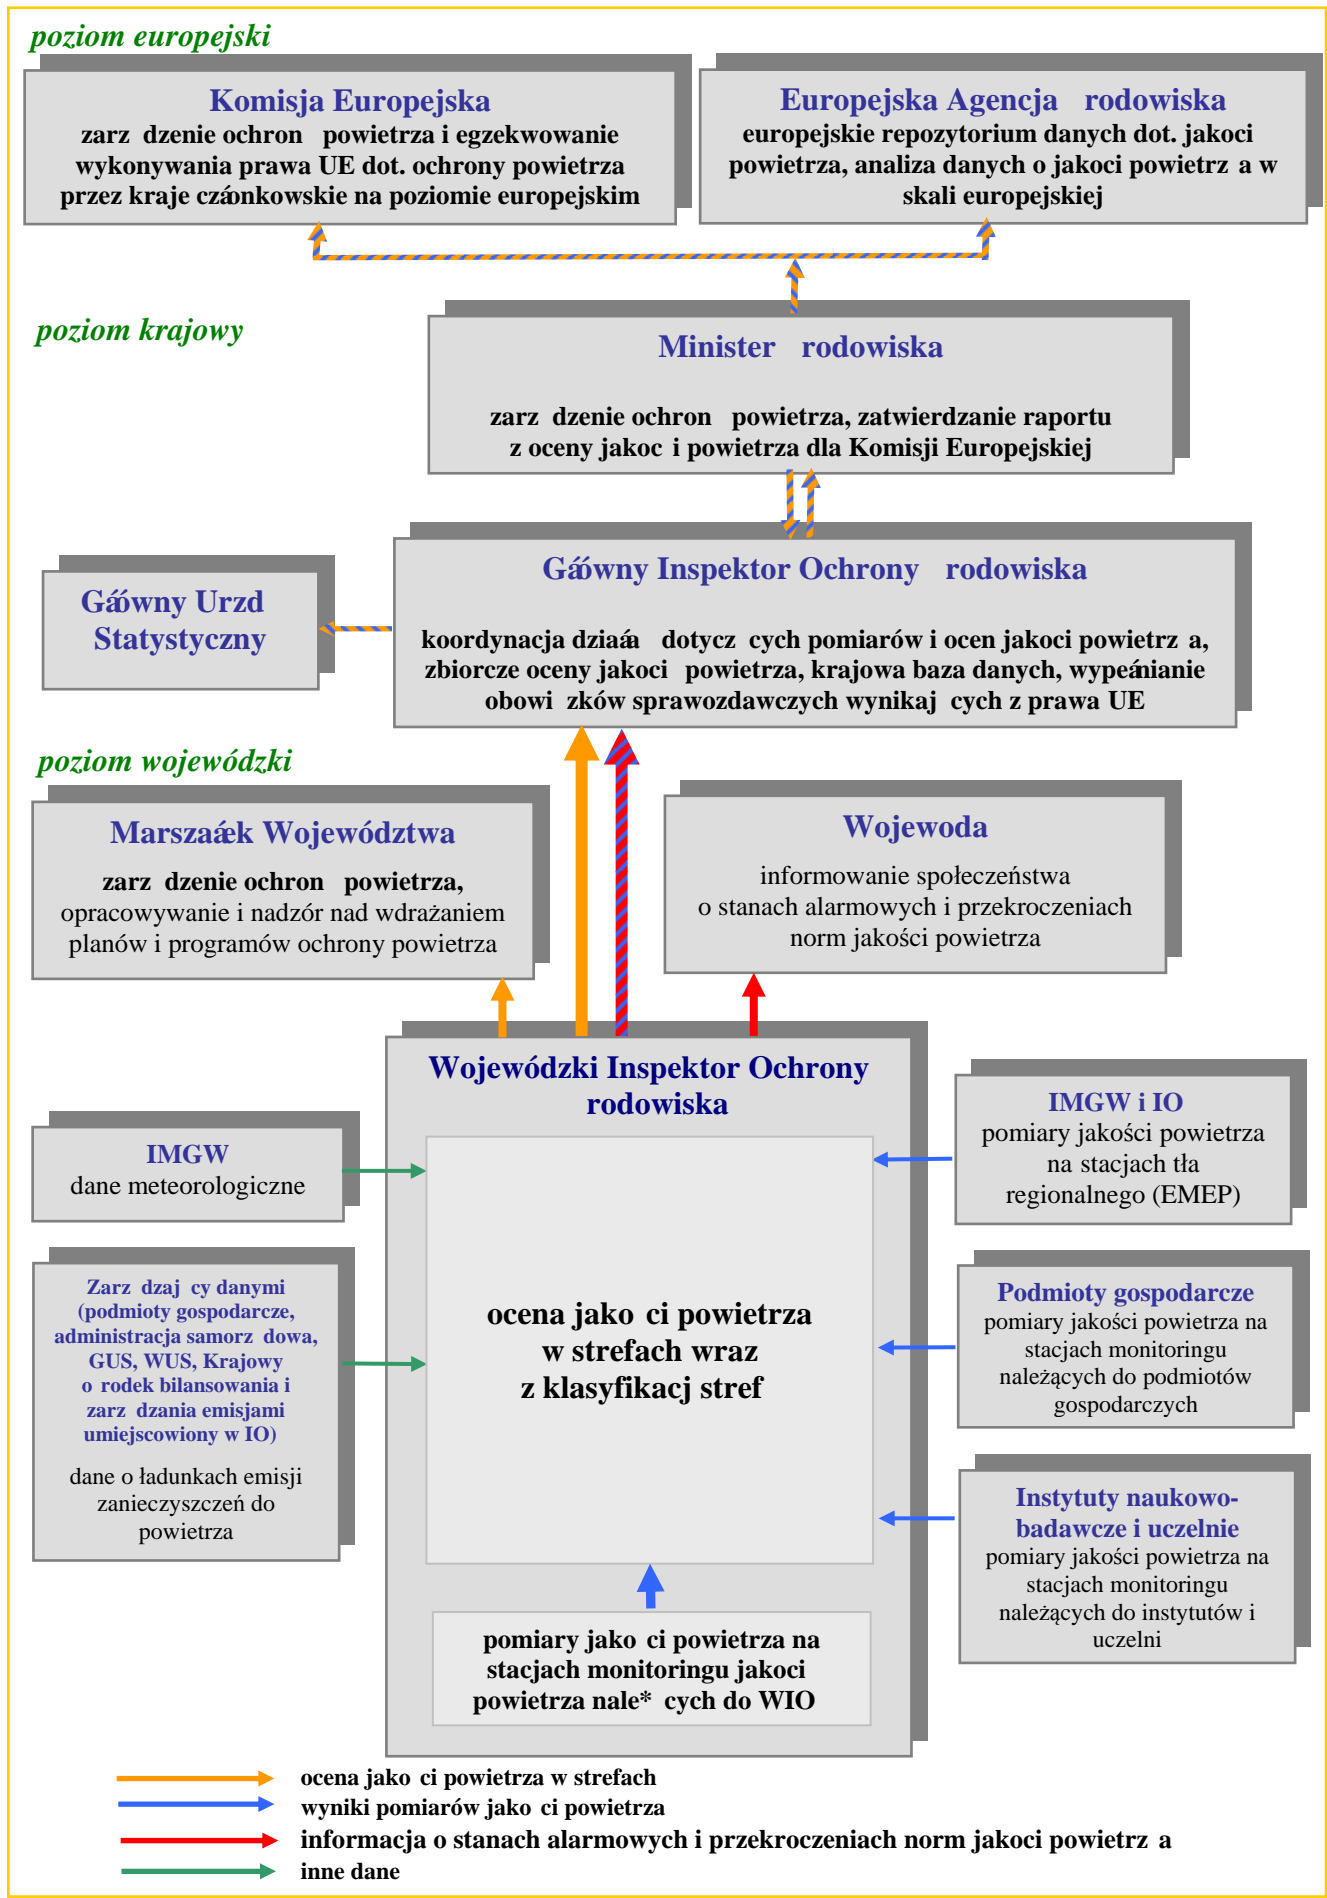 poziom europejski
Komisja Europejska
zarz dzenie ochron powietrza i egzekwowanie
wykonywania prawa UE dot. ochrony powietrza
przez kraje czáonkowskie na poziomie europejskim
Europejska Agencja rodowiska
europejskie repozytorium danych dot. jakoci
powietrza, analiza danych o jakoci powietrz a w
skali europejskiej
poziom krajowy
Minister rodowiska
zarz dzenie ochron powietrza, zatwierdzanie raportu
z oceny jakoc i powietrza dla Komisji Europejskiej
Gáówny Inspektor Ochrony rodowiska
koordynacja dziaáa dotycz cych pomiarów i ocen jakoci powietrz a,
zbiorcze oceny jakoci powietrza, krajowa baza danych, wypeánianie
obowi zków sprawozdawczych wynikaj cych z prawa UE
Gáówny Urzd
Statystyczny
poziom wojewódzki
Marszaáek Województwa
zarz dzenie ochron powietrza,
opracowywanie i nadzór nad wdrażaniem
planów i programów ochrony powietrza
Wojewoda
informowanie społeczeństwa
o stanach alarmowych i przekroczeniach
norm jakości powietrza
Wojewódzki Inspektor Ochrony
rodowiska
IMGW
dane meteorologiczne
Zarz dzaj cy danymi
(podmioty gospodarcze,
administracja samorz dowa,
GUS, WUS, Krajowy
o rodek bilansowania i
zarz dzania emisjami
umiejscowiony w IO)
dane o ładunkach emisji
zanieczyszczeń do
powietrza
ocena jako ci powietrza
w strefach wraz
z klasyfikacj stref
pomiary jako ci powietrza na
stacjach monitoringu jakoci
powietrza nale* cych do WIO
IMGW i IO
pomiary jakości powietrza
na stacjach tła
regionalnego (EMEP)
Podmioty gospodarcze
pomiary jakości powietrza na
stacjach monitoringu
należących do podmiotów
gospodarczych
Instytuty naukowo-
badawcze i uczelnie
pomiary jakości powietrza na
stacjach monitoringu
należących do instytutów i
uczelni
ocena jako ci powietrza w strefach
wyniki pomiarów jako ci powietrza
informacja o stanach alarmowych i przekroczeniach norm jakoci powietrz a
inne dane